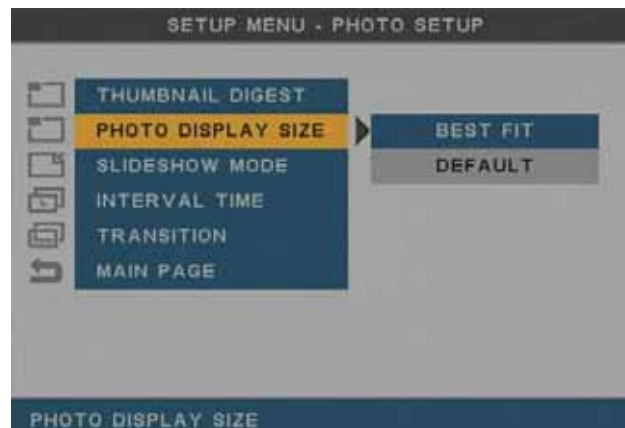 SETUP MENU - PHOTO SETUP
THUMBNAIL DIGEST
PHOTO DISPLAY SIZE
BEST FIT
SLIDESHOW MODE
DEFAULT
INTERVAL TIME
TRANSITION
MAIN PAGE
PHOTO DISPLAY SIZE